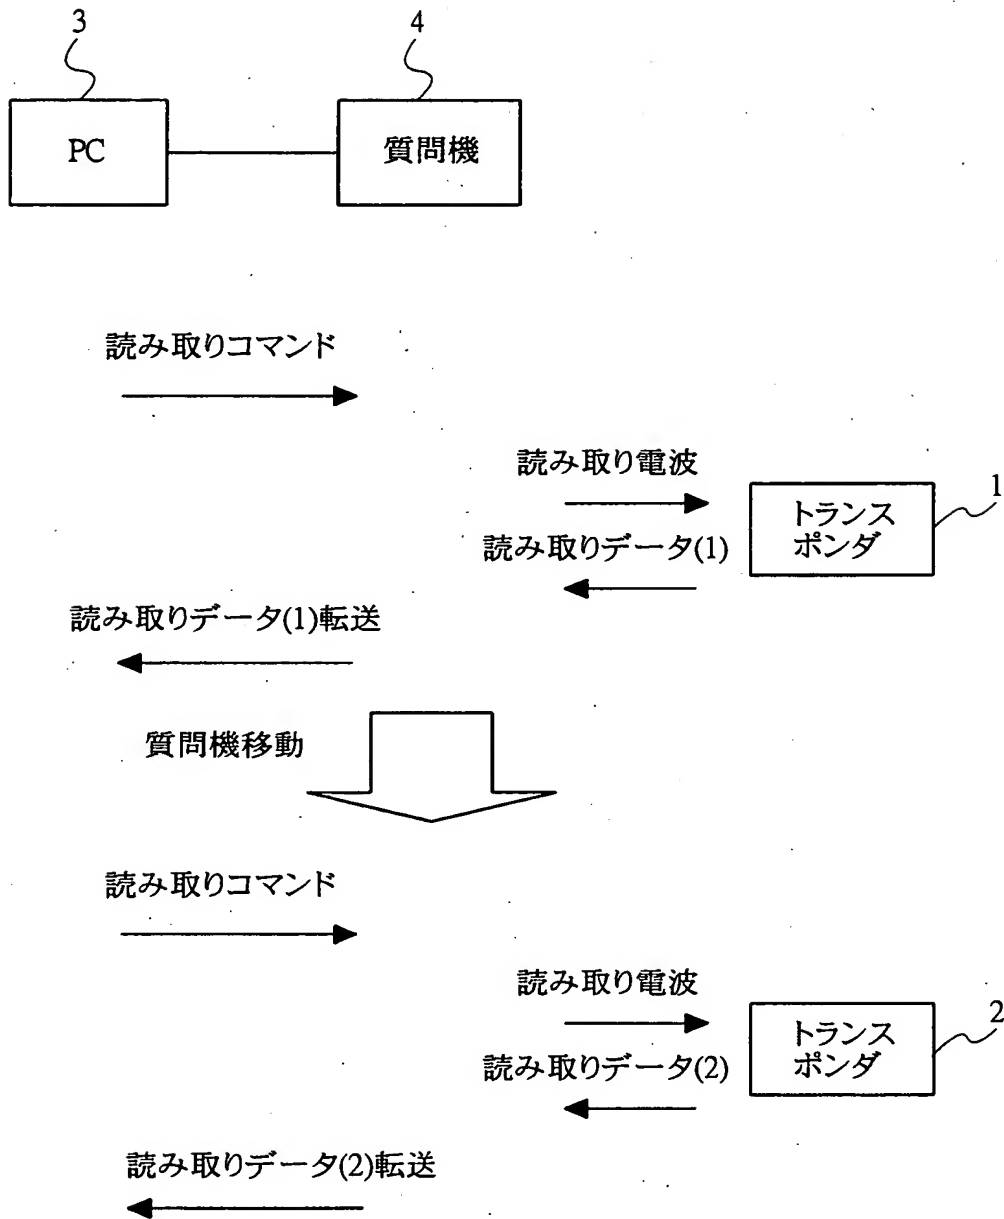 3
4
PC
質問機
読み取りコマンド
読み取り電波
1
トランス
ポンダ
読み取りデータ(1)
読み取りデータ(1)転送
質問機移動
読み取りコマンド
読み取り電波
2
トランス
ポンダ
読み取りデータ(2)
読み取りデータ(2)転送